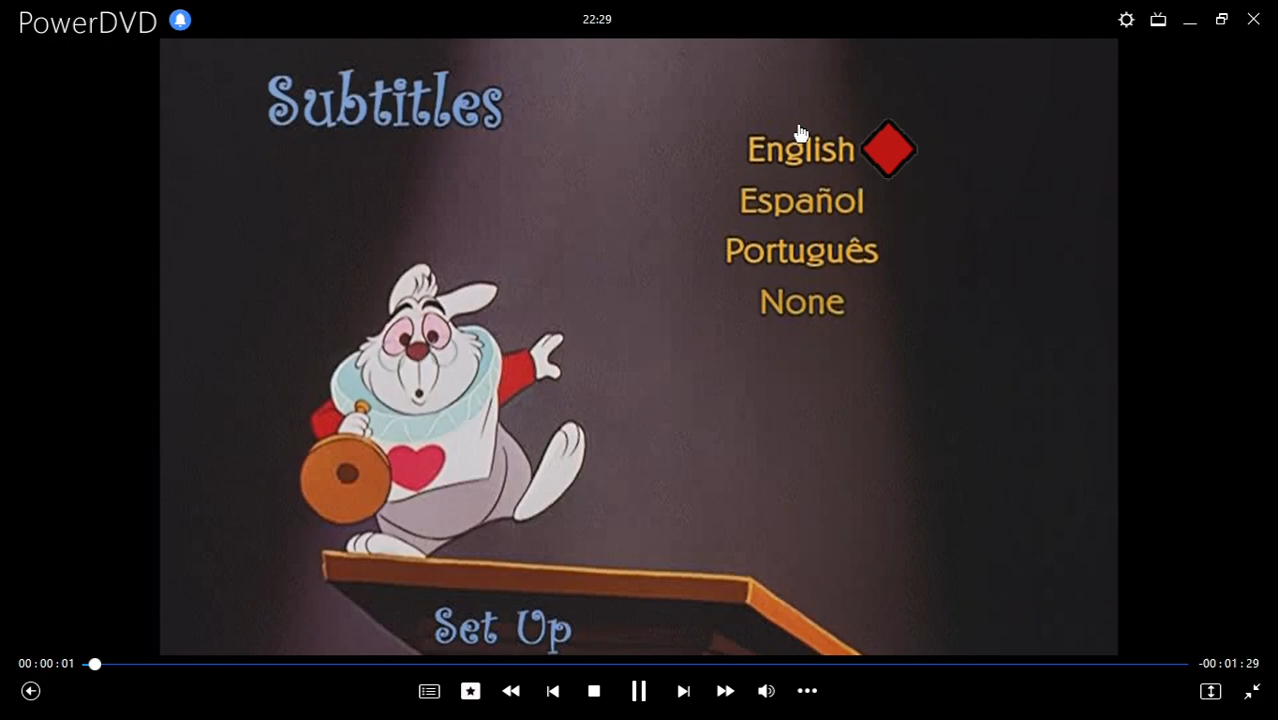 PowerDVD
22:29
Subtitles
English
Español
Português
None
Set Up
00:00:01
-00:01:29